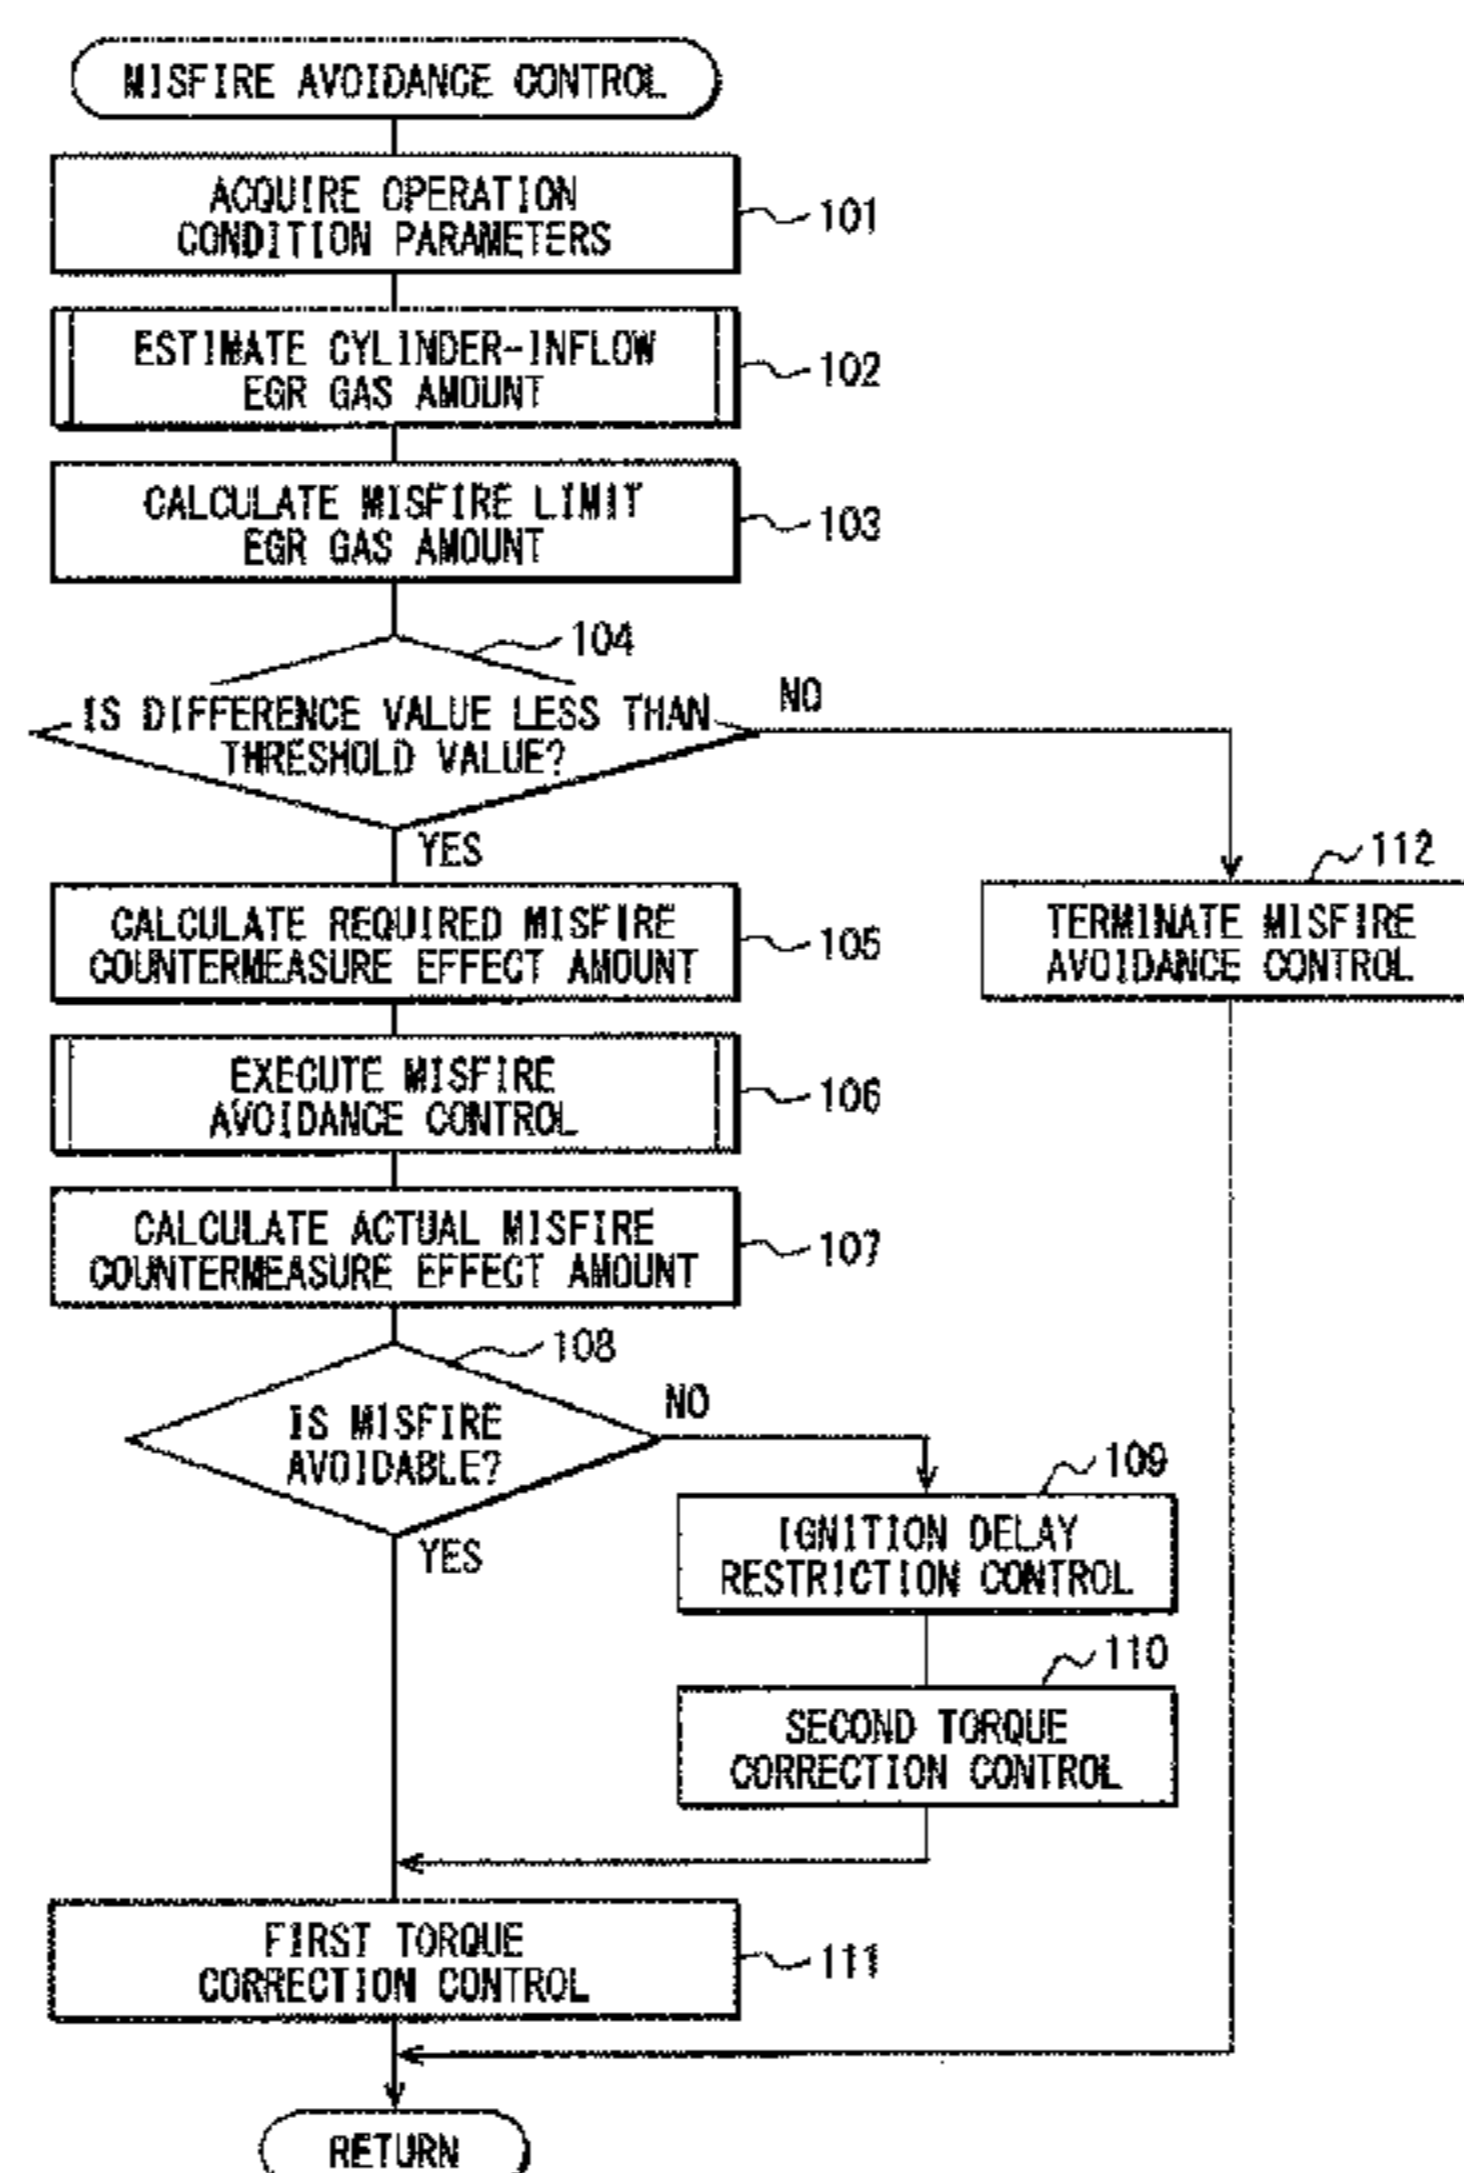 MISFIRE AVOIDANCE CONTROL
ACQUIRE OPERATION
CONDITION PARAMETERS
101
ESTIMATE CYLINDER-INFLOW
EGR GAS AMOUNT
102
CALCULATE MISFIRE LIMIT
EGR GAS AMOUNT
103
104
IS DIFFERENCE VALUE LESS THAN
THRESHOLD VALUE?
NO
YES
112
TERMINATE MISFIRE
AVOIDANCE CONTROL
CALCULATE REQUIRED MISFIRE
COUNTERMEASURE EFFECT AMOUNT
105
EXECUTE MISFIRE
AVOIDANCE CONTROL
106
CALCULATE ACTUAL MISFIRE
COUNTERMEASURE EFFECT AMOUNT
107
108
IS MISFIRE
AVOIDABLE?
NO
YES
109
IGNITION DELAY
RESTRICTION CONTROL
110
SECOND TORQUE
CORRECTION CONTROL
FIRST TORQUE
CORRECTION CONTROL
111
RETURN